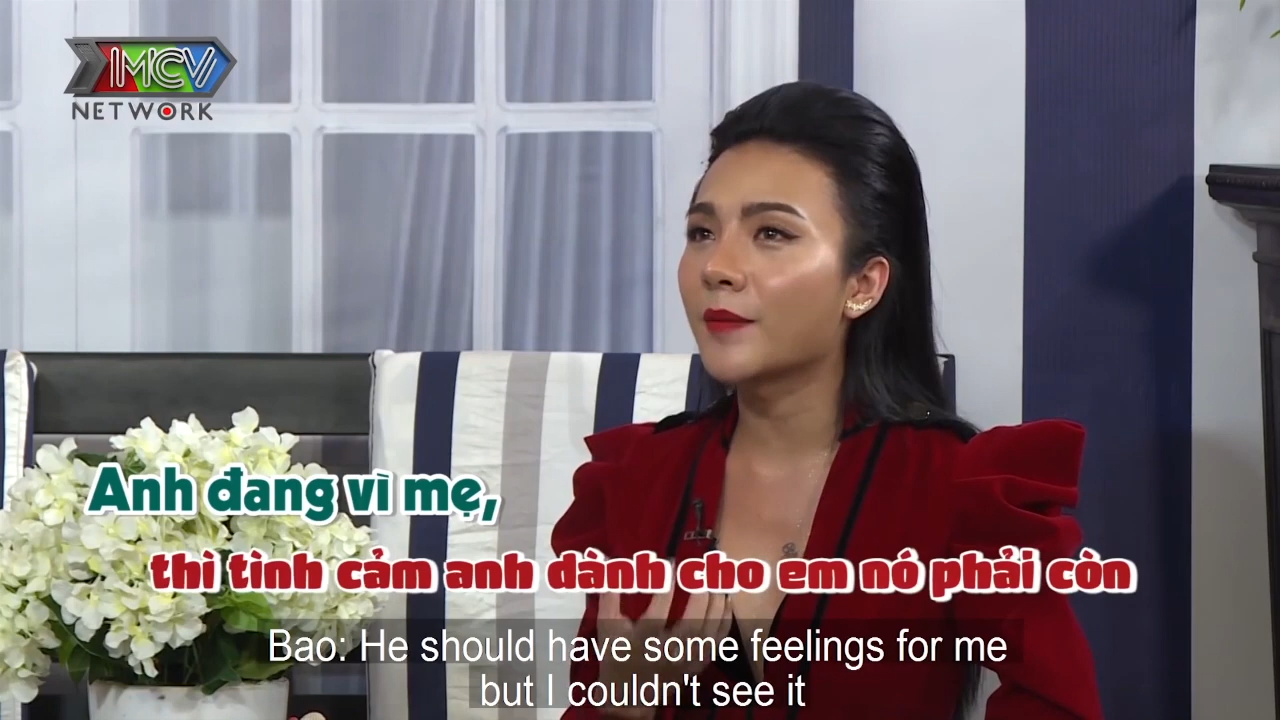 MCV
NETWORK
Anh đang vì mẹ,
thì tình cảm anh dành cho em nó phải còn
Bao: He should have some feelings for me
but I couldn't see it